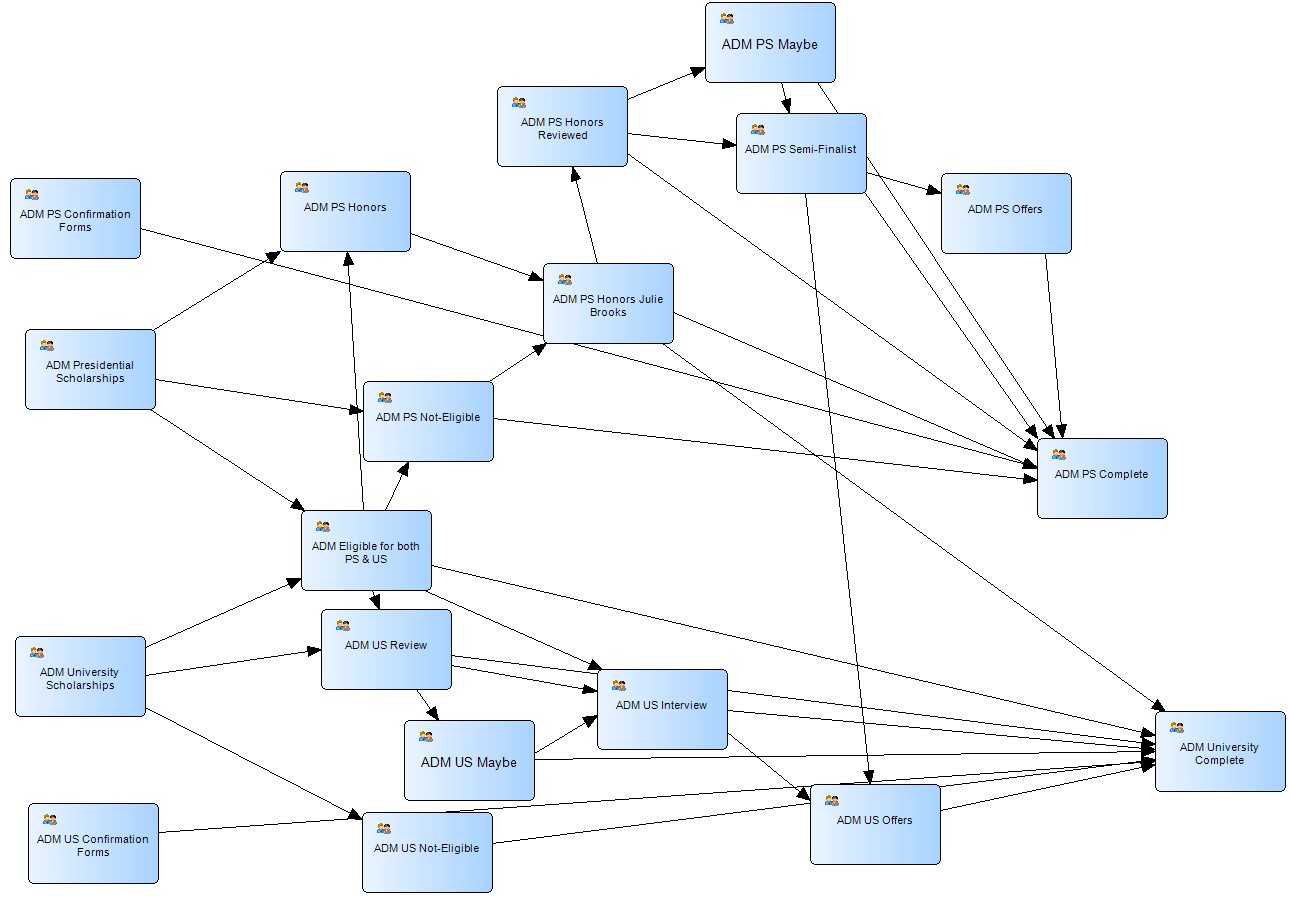 ADM PS Maybe
ADM PS Honors
Reviewed
ADM PS Semi-Finalist
ADM PS Confirmation
Forms
ADM PS Honors
ADM PS Offers
ADM PS Honors Julie
Brooks
ADM Presidential
Scholarships
ADM PS Not-Eligible
ADM PS Complete
ADM Eligible for both
PS & US
ADM US Review
ADM University
Scholarships
ADM US Interview
ADM US Maybe
ADM University
Complete
ADM US Confirmation
Forms
ADM US Not-Eligible
ADM US Offers